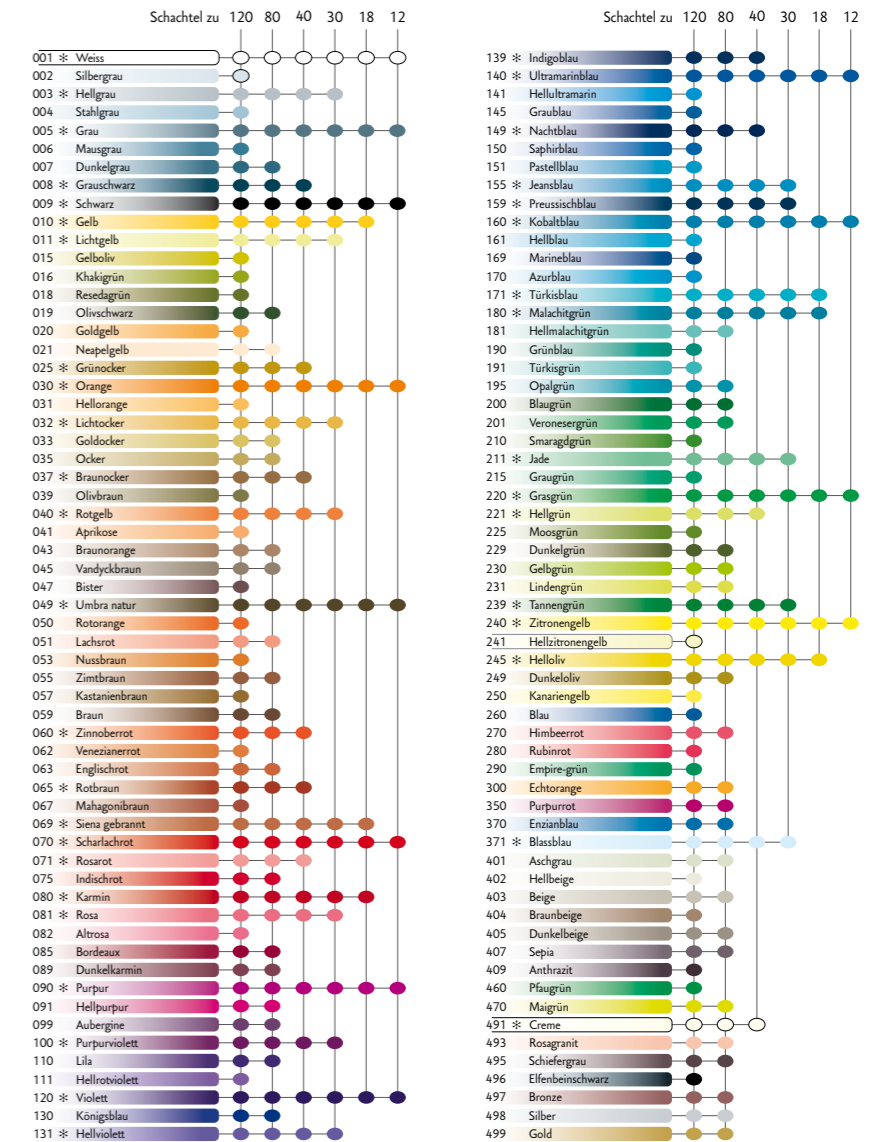 Schachtel zu 120 80 40 30 18 12
001 * Weiss
002 Silbergrau
003 * Hellgrau
004 Stahlgrau
005 * Grau
006 Mausgrau
007 Dunkelgrau
008 * Grauschwarz
009 * Schwarz
010 * Gelb
011 * Lichtgelb
015 Gelboliv
016 Khakigrün
018 Resedagrün
019 Olivschwarz
020 Goldgelb
021 Neapelgelb
025 * Grünocker
030 * Orange
031 Hellorange
032 * Lichtocker
033 Goldocker
035 Ocker
037 * Braunocker
039 Olivbraun
040 * Rotgelb
041 Aprikose
043 Braunorange
045 Vandyckbraun
047 Bister
049 * Umbra natur
050 Rotorange
051 Lachsrot
053 Nussbraun
055 Zimtbraun
057 Kastanienbraun
059 Braun
060 * Zinnoberrot
062 Venezianerrot
063 Englischrot
065 * Rotbraun
067 Mahagonibraun
069 * Siena gebrannt
070 * Scharlachrot
071 * Rosarot
075 Indischrot
080 * Karmin
081 * Rosa
082 Altrosa
085 Bordeaux
089 Dunkelkarmin
090 * Purpur
091 Hellpurpur
099 Aubergine
100 * Purpurviolett
110 Lila
111 Hellrotviolett
120 * Violett
130 Königsblau
131 * Hellviolett
Schachtel zu 120 80 40 30 18 12
139 * Indigoblau
140 * Ultramarinblau
141 Hellultramarin
145 Graublau
149 * Nachtblau
150 Saphirblau
151 Pastellblau
155 * Jeansblau
159 * Preussischblau
160 * Kobaltblau
161 Hellblau
169 Marineblau
170 Azurblau
171 * Türkisblau
180 * Malachitgrün
181 Hellmalachitgrün
190 Grünblau
191 Türkisgrün
195 Opalgrün
200 Blaugrün
201 Veronesergrün
210 Smaragdgrün
211 * Jade
215 Graugrün
220 * Grasgrün
221 * Hellgrün
225 Moosgrün
229 Dunkelgrün
230 Gelbgrün
231 Lindengrün
239 * Tannengrün
240 * Zitronengelb
241 Hellzitronengelb
245 * Helloliv
249 Dunkeloliv
250 Kanariengelb
260 Blau
270 Himbeerrot
280 Rubinrot
290 Empire-grün
300 Echtorange
350 Purpurrot
370 Enzianblau
371 * Blassblau
401 Aschgrau
402 Hellbeige
403 Beige
404 Braunbeige
405 Dunkelbeige
407 Sepia
409 Anthrazit
460 Pfaugrün
470 Maigrün
491 * Creme
493 Rosagranit
495 Schiefergrau
496 Elfenbeinschwarz
497 Bronze
498 Silber
499 Gold